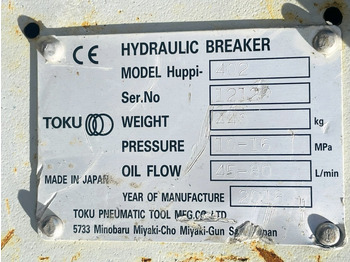 CE HYDRAULIC BREAKER
MODEL Huppi-
Ser.No
TOKU WEIGHT kg
PRESSURE MPa
OIL FLOW L/min
MADE IN JAPAN
YEAR OF MANUFACTURE
TOKU PNEUMATIC TOOL MFG.CO.,LTD.
5733 Minobaru Miyaki-Cho Miyaki-Gun